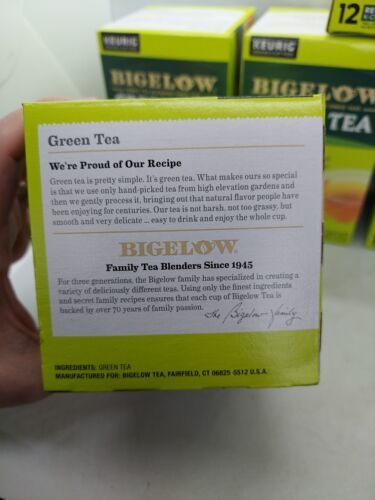 KEURIG
BIGELOW
KEURIG
BIGELOW
TEA
12
Green Tea
We're Proud of Our Recipe
Green tea is pretty simple. It's green tea. What makes ours so special
is that we use only hand-picked tea from high elevation gardens and
then we gently process it, bringing out that natural flavor people have
been enjoying for centuries. Our tea is not harsh, not too grassy, but
smooth and very delicate ... easy to drink and enjoy the whole cup.
BIGELOW
Family Tea Blenders Since 1945
For three generations, the Bigelow family has specialized in creating a
variety of deliciously different teas. Using only the finest ingredients
and secret family recipes ensures that each cup of Bigelow Tea is
backed by over 70 years of family passion.
The Bigelow family
INGREDIENTS: GREEN TEA
MANUFACTURED FOR: BIGELOW TEA, FAIRFIELD, CT 06825-5512 U.S.A.